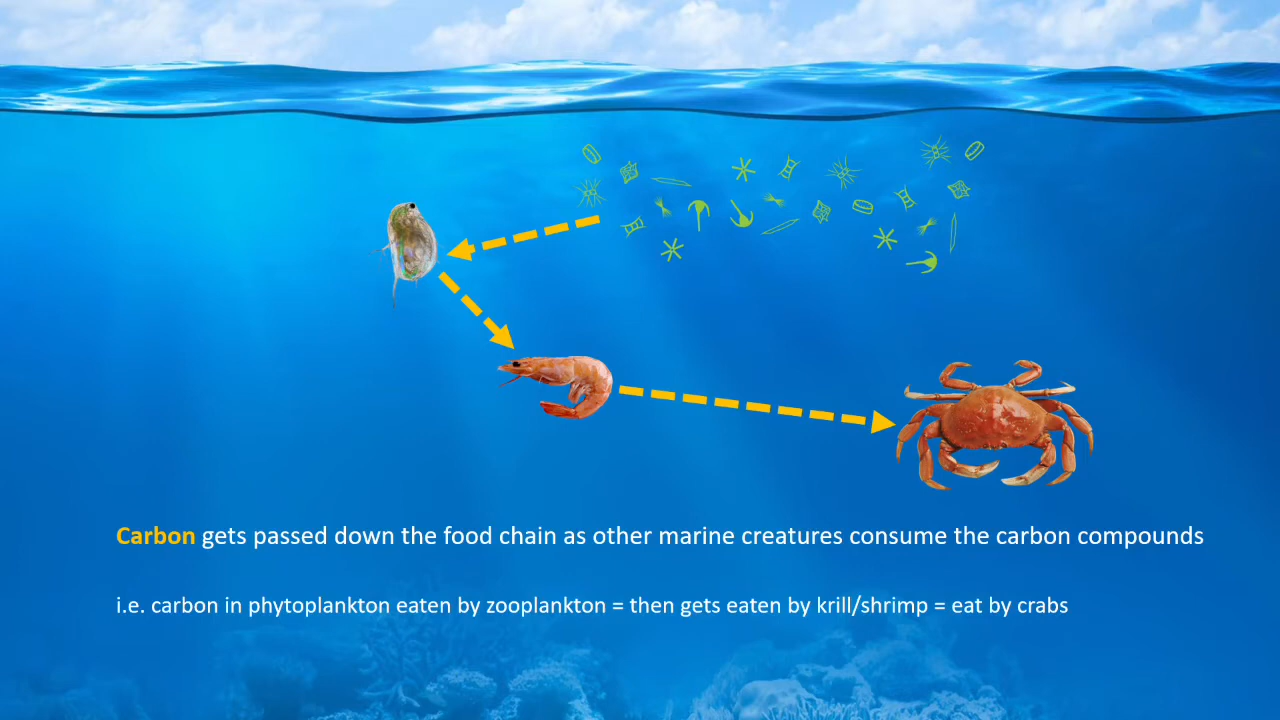 Carbon gets passed down the food chain as other marine creatures consume the carbon compounds
i.e. carbon in phytoplankton eaten by zooplankton = then gets eaten by krill/shrimp = eat by crabs